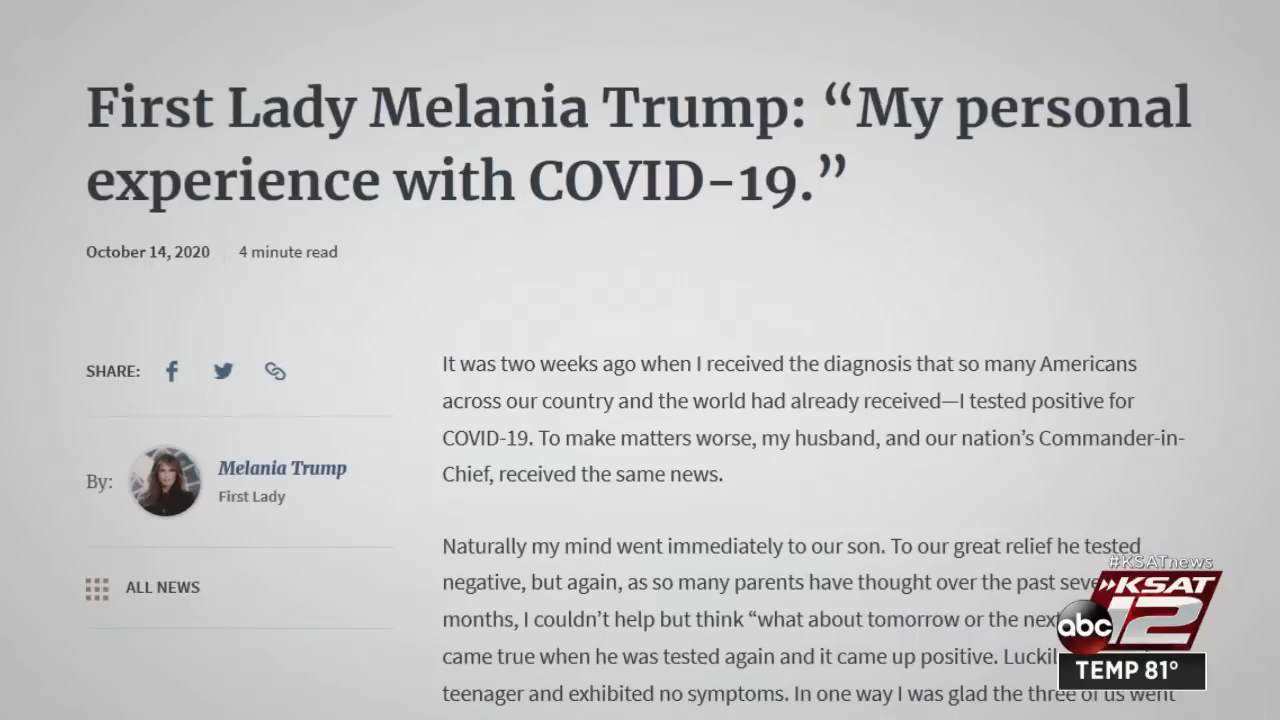 First Lady Melania Trump: “My personal
experience with COVID-19.”
October 14, 2020 4 minute read
SHARE:
By:
Melania Trump
First Lady
ALL NEWS
It was two weeks ago when I received the diagnosis that so many Americans
across our country and the world had already received—I tested positive for
COVID-19. To make matters worse, my husband, and our nation’s Commander-in-
Chief, received the same news.
Naturally my mind went immediately to our son. To our great relief he tested
negative, but again, as so many parents have thought over the past
months, I couldn’t help but think “what about tomorrow or the
came true when he was tested again and it came up positive.
teenager and exhibited no symptoms. In one way I was glad the three of us went
#KSATnews
KSAT
12
abc
TEMP 81°